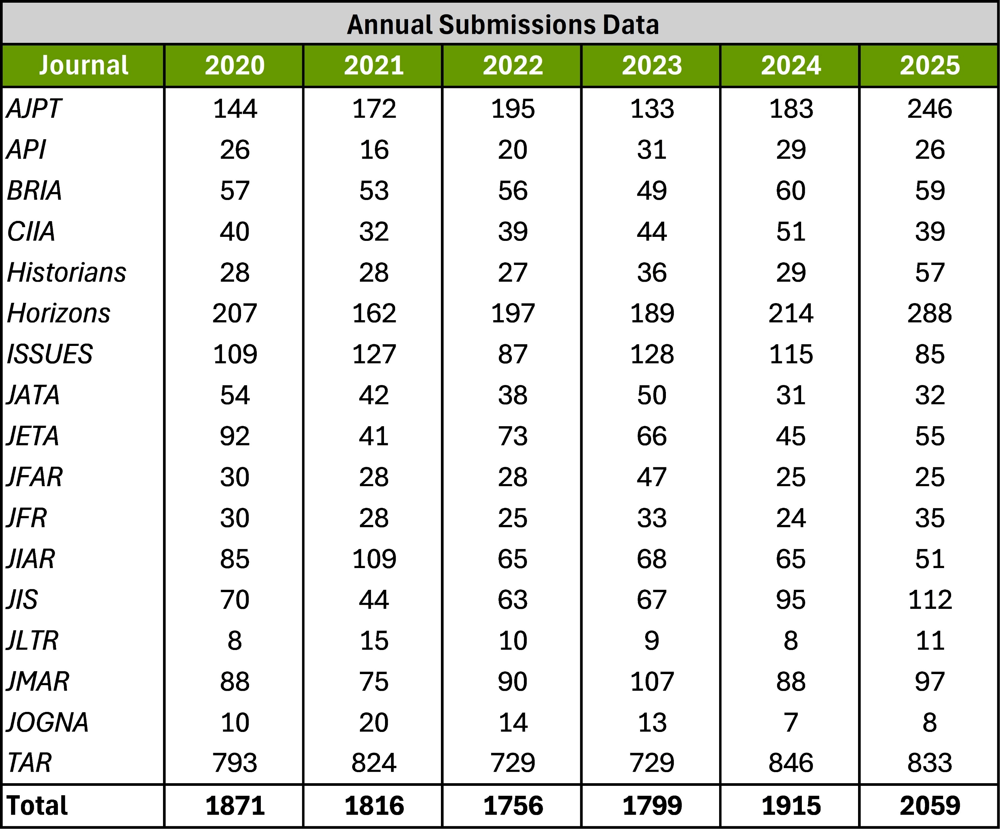 Annual Submissions Data
Journal 2020 2021 2022 2023 2024 2025
AJPT 144 172 195 133 183 246
API 26 16 20 31 29 26
BRIA 57 53 56 49 60 59
CIIA 40 32 39 44 51 39
Historians 28 28 27 36 29 57
Horizons 207 162 197 189 214 288
ISSUES 109 127 87 128 115 85
JATA 54 42 38 50 31 32
JETA 92 41 73 66 45 55
JFAR 30 28 28 47 25 25
JFR 30 28 25 33 24 35
JIAR 85 109 65 68 65 51
JIS 70 44 63 67 95 112
JLTR 8 15 10 9 8 11
JMAR 88 75 90 107 88 97
JOGNA 10 20 14 13 7 8
TAR 793 824 729 729 846 833
Total 1871 1816 1756 1799 1915 2059